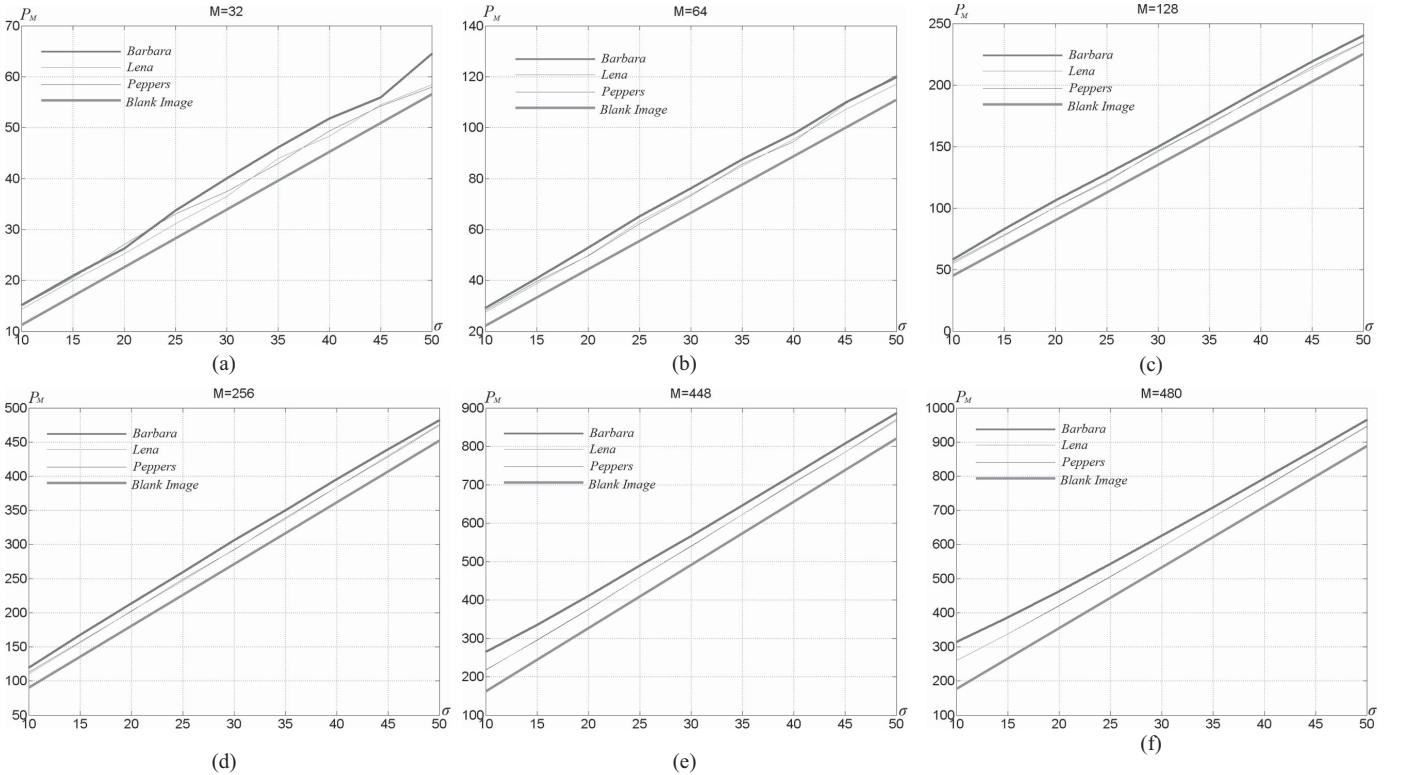 P_M M=32
70
60
50
40
30
20
10
Barbara
Lena
Peppers
Blank Image
10 15 20 25 30 35 40 45 50
σ
(a)
P_M M=64
140
120
100
80
60
40
20
Barbara
Lena
Peppers
Blank Image
10 15 20 25 30 35 40 45 50
σ
(b)
P_M M=128
250
200
150
100
50
0
Barbara
Lena
Peppers
Blank Image
10 15 20 25 30 35 40 45 50
σ
(c)
P_M M=256
500
450
400
350
300
250
200
150
100
50
Barbara
Lena
Peppers
Blank Image
10 15 20 25 30 35 40 45 50
σ
(d)
P_M M=448
900
800
700
600
500
400
300
200
100
Barbara
Lena
Peppers
Blank Image
10 15 20 25 30 35 40 45 50
σ
(e)
P_M M=480
1000
900
800
700
600
500
400
300
200
100
Barbara
Lena
Peppers
Blank Image
10 15 20 25 30 35 40 45 50
σ
(f)